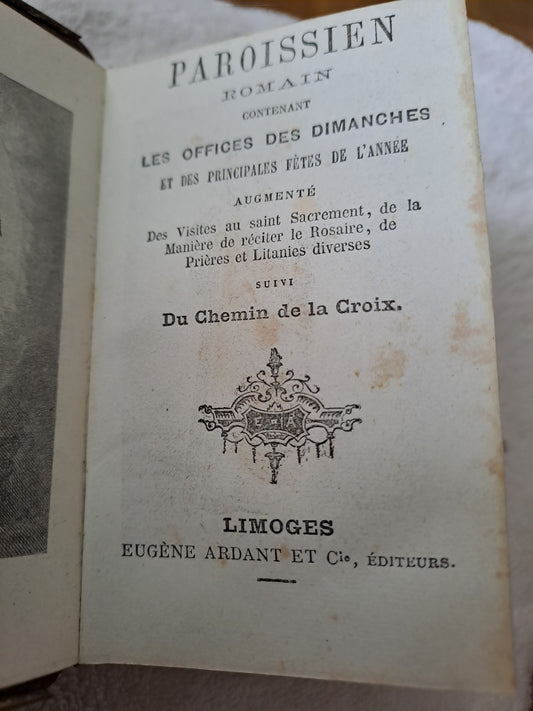 PAROISSIEN
ROMAIN
CONTENANT
LES OFFICES DES DIMANCHES
ET DES PRINCIPALES FÊTES DE L'ANNÉE
AUGMENTÉ
Des Visites au saint Sacrement, de la
Manière de réciter le Rosaire, de
Prières et Litanies diverses
SUIVI
Du Chemin de la Croix.
E A
LIMOGES
EUGÈNE ARDANT ET Cie, ÉDITEURS.